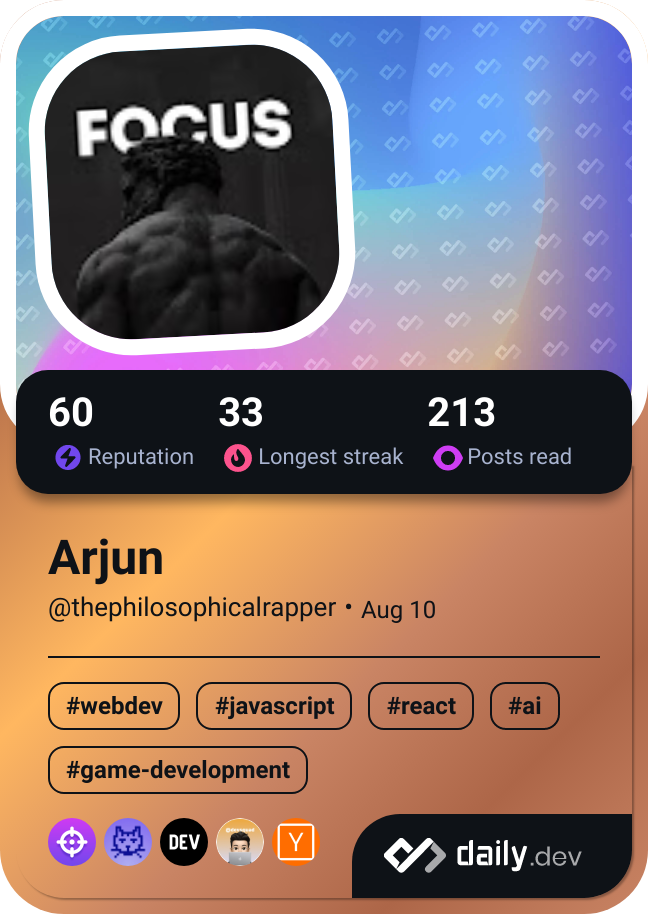 FOCUS
60 33 213
Reputation Longest streak Posts read
Arjun
@thephilosophicalrapper • Aug 10
#webdev #javascript #react #ai
#game-development
DEV Y
daily.dev